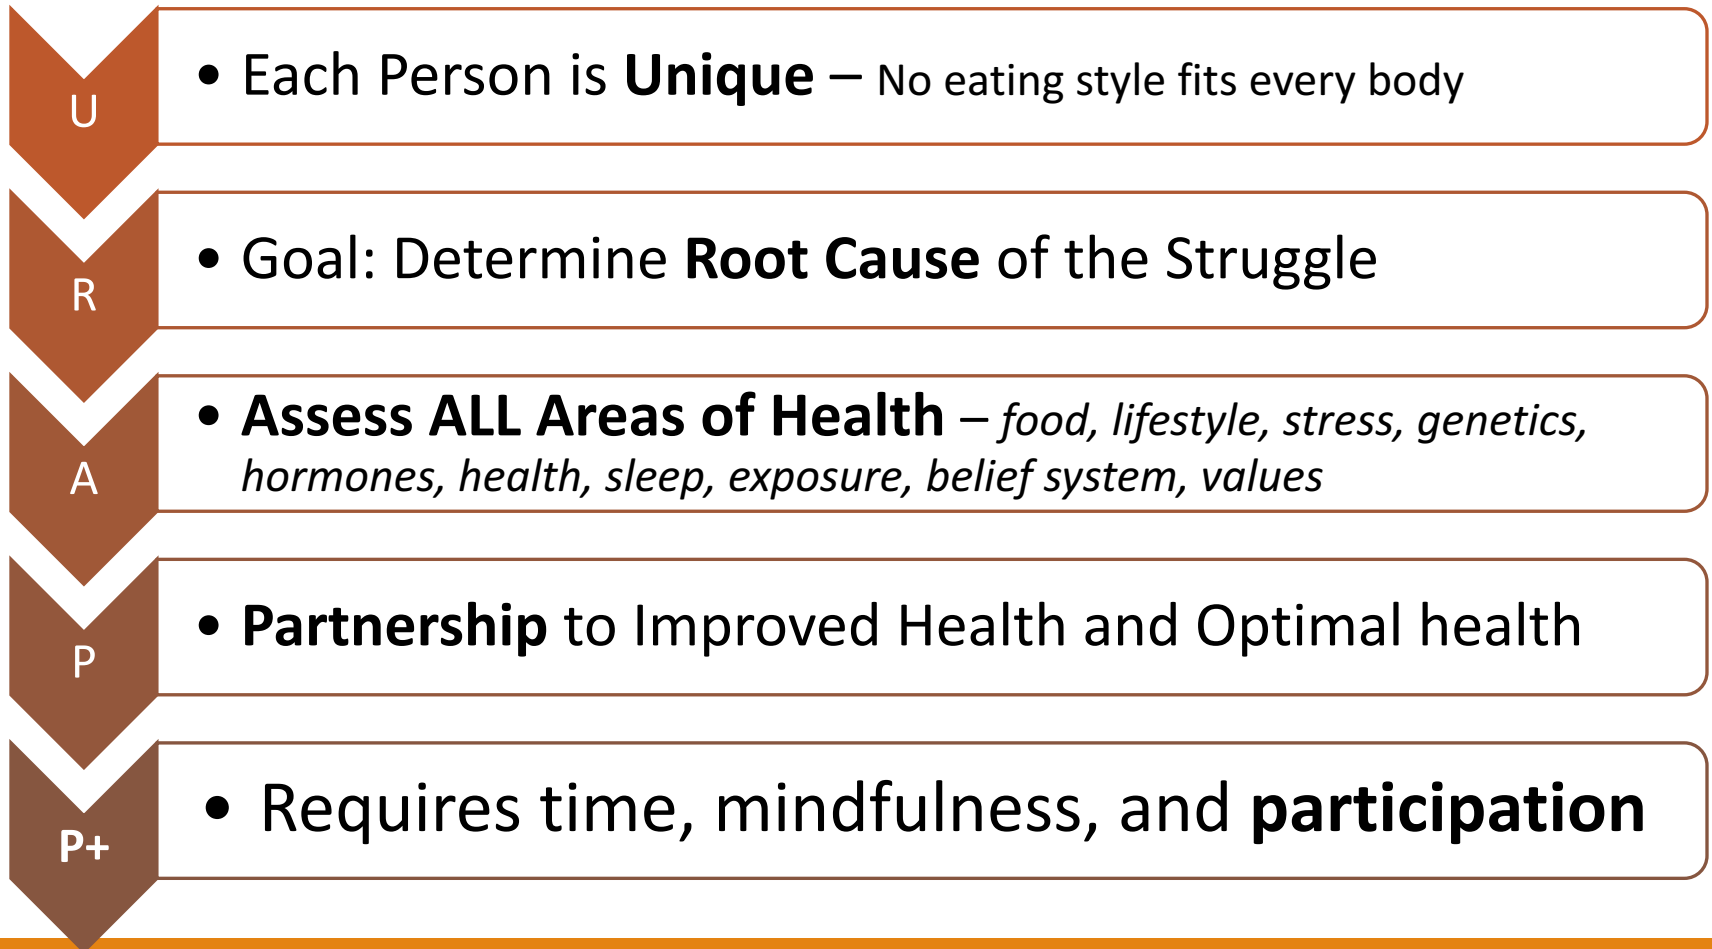 U
• Each Person is Unique – No eating style fits every body
R
• Goal: Determine Root Cause of the Struggle
A
• Assess ALL Areas of Health – food, lifestyle, stress, genetics,
hormones, health, sleep, exposure, belief system, values
P
• Partnership to Improved Health and Optimal health
P+
• Requires time, mindfulness, and participation